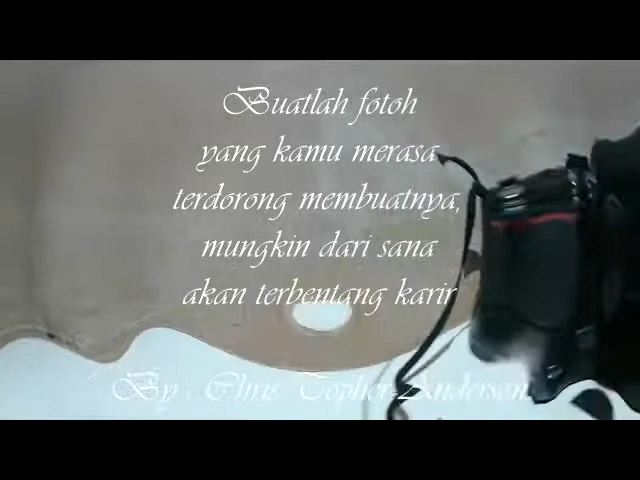 Buatlah fotoh
yang kamu merasa
terdorong membuatnya,
mungkin dari sana
akan terbentang karir
By : Chris Topher Anderson